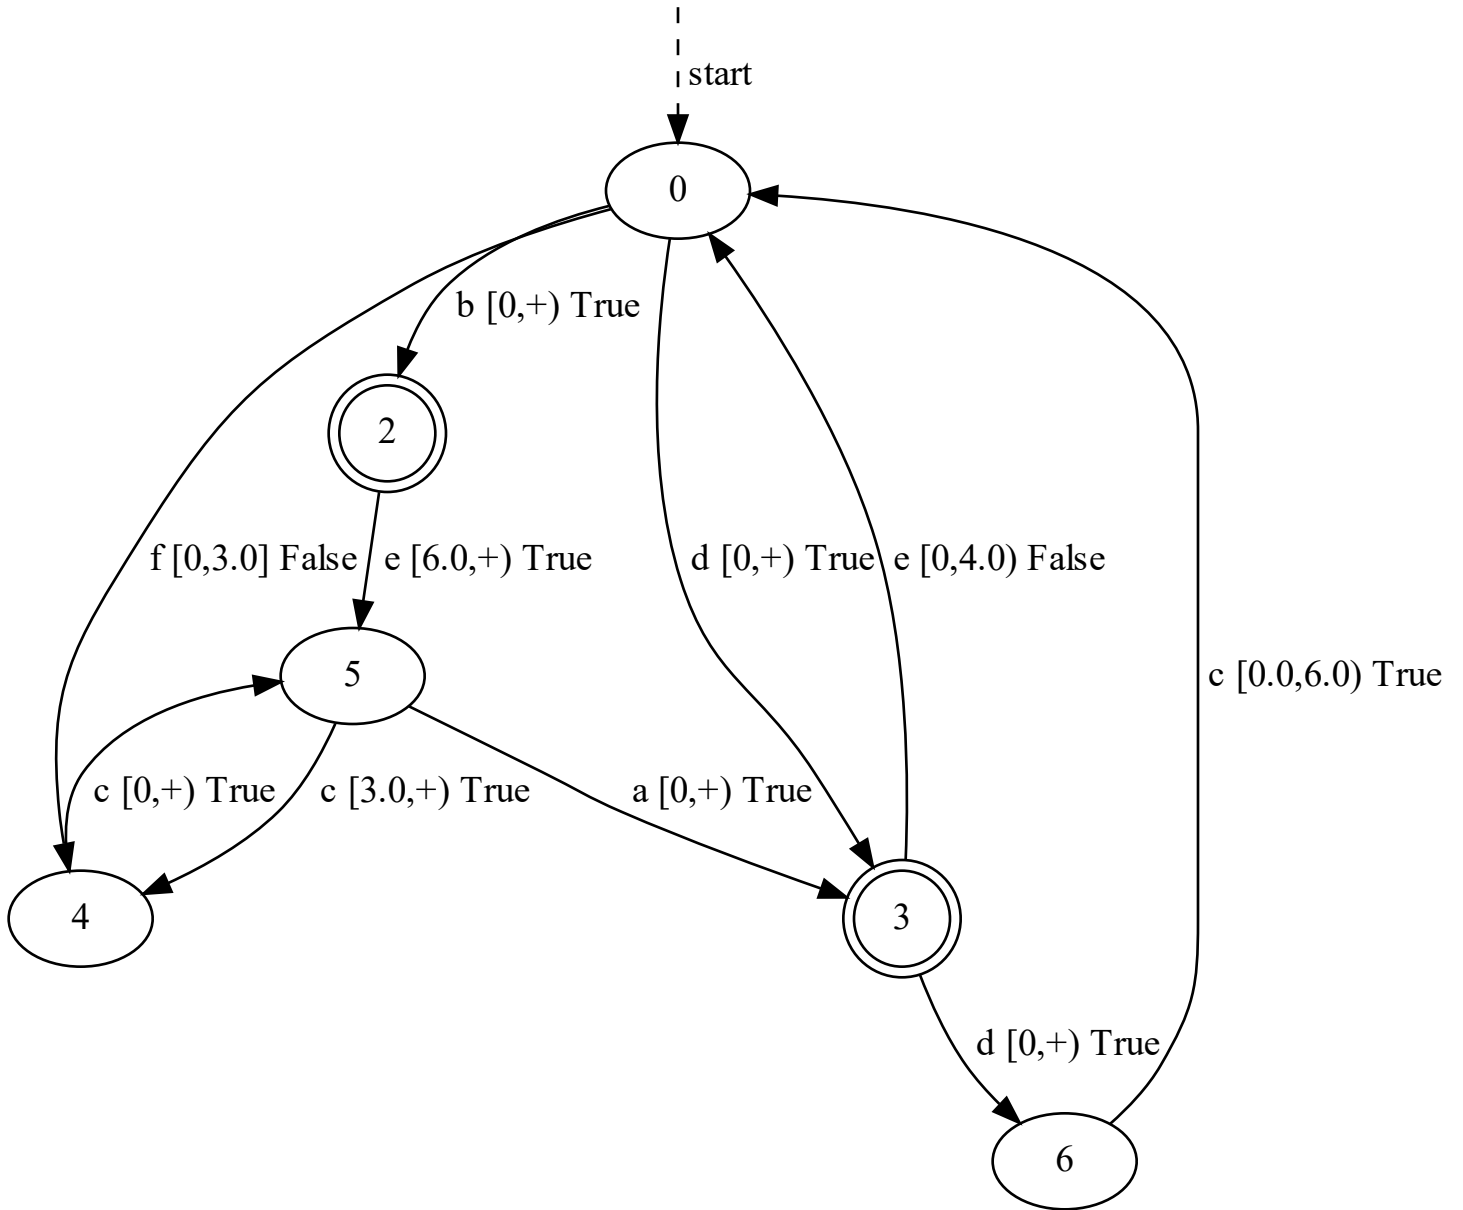 start
0
b [0,+) True
2
f [0,3.0] False
e [6.0,+) True
d [0,+) True
e [0,4.0) False
5
c [0.0,6.0) True
c [0,+) True
c [3.0,+) True
a [0,+) True
4
3
d [0,+) True
6